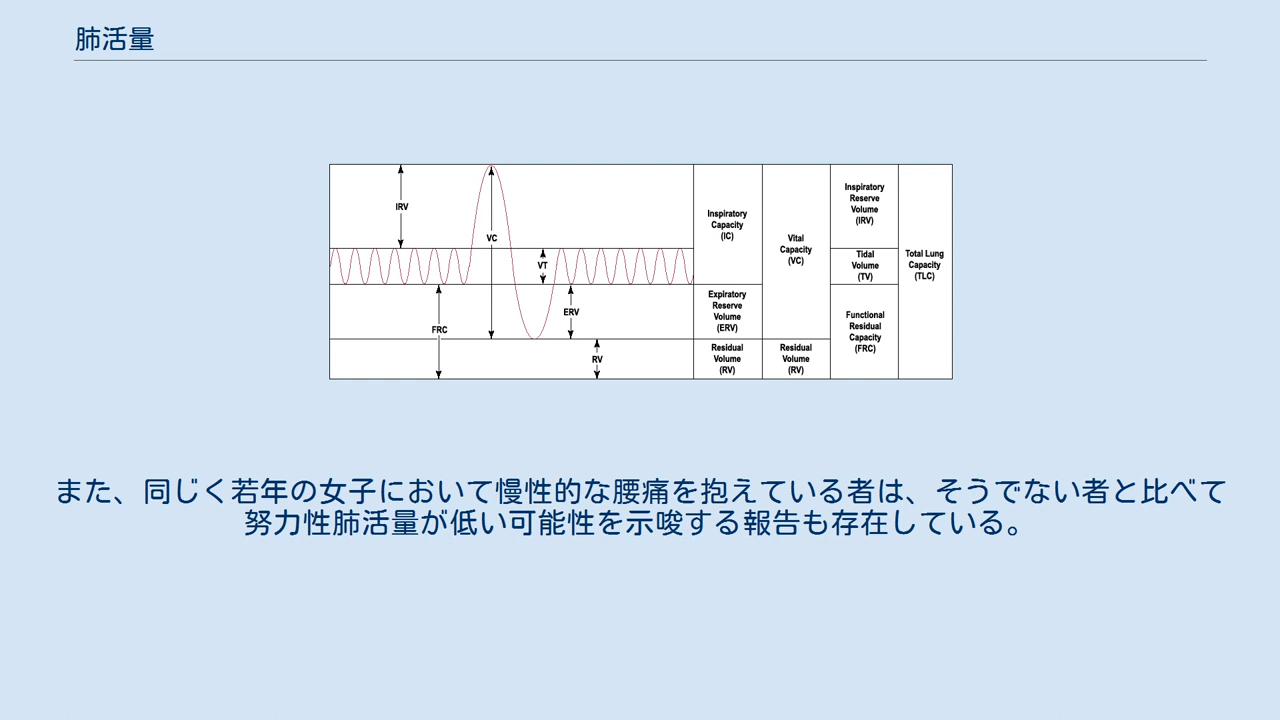 肺活量
IRV
VC
VT
FRC
ERV
RV
Inspiratory
Capacity
(IC)
Expiratory
Reserve
Volume
(ERV)
Residual
Volume
(RV)
Vital
Capacity
(VC)
Residual
Volume
(RV)
Inspiratory
Reserve
Volume
(IRV)
Tidal
Volume
(TV)
Functional
Residual
Capacity
(FRC)
Total Lung
Capacity
(TLC)
また、同じく若年の女子において慢性的な腰痛を抱えている者は、そうでない者と比べて
努力性肺活量が低い可能性を示唆する報告も存在している。